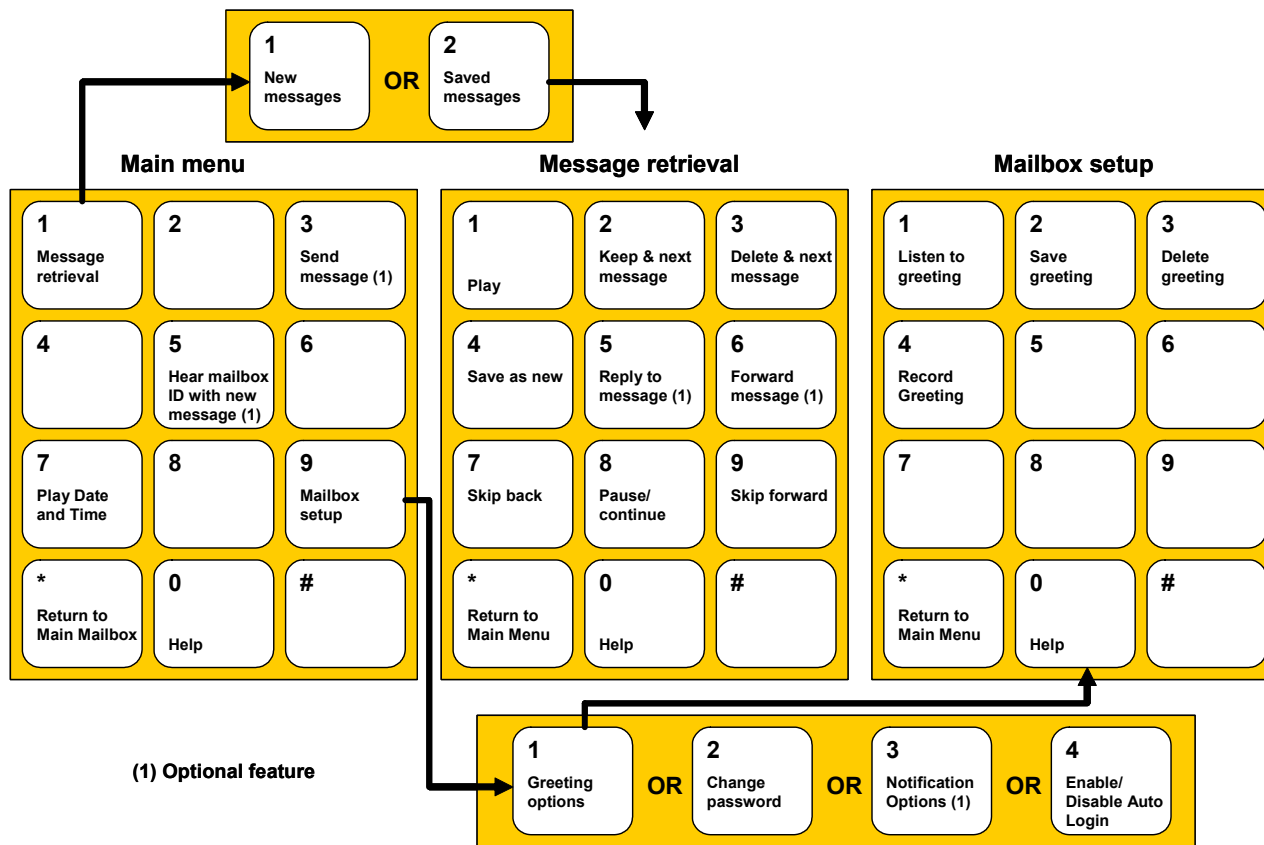 1
New
messages
OR
2
Saved
messages
Main menu
1
Message
retrieval
2
3
Send
message (1)
4
5
Hear mailbox
ID with new
message (1)
6
7
Play Date
and Time
8
9
Mailbox
setup
*
Return to
Main Mailbox
0
Help
#
Message retrieval
1
Play
2
Keep & next
message
3
Delete & next
message
4
Save as new
5
Reply to
message (1)
6
Forward
message (1)
7
Skip back
8
Pause/
continue
9
Skip forward
*
Return to
Main Menu
0
Help
#
Mailbox setup
1
Listen to
greeting
2
Save
greeting
3
Delete
greeting
4
Record
Greeting
5
6
7
8
9
*
Return to
Main Menu
0
Help
#
(1) Optional feature
1
Greeting
options
OR
2
Change
password
OR
3
Notification
Options (1)
OR
4
Enable/
Disable Auto
Login